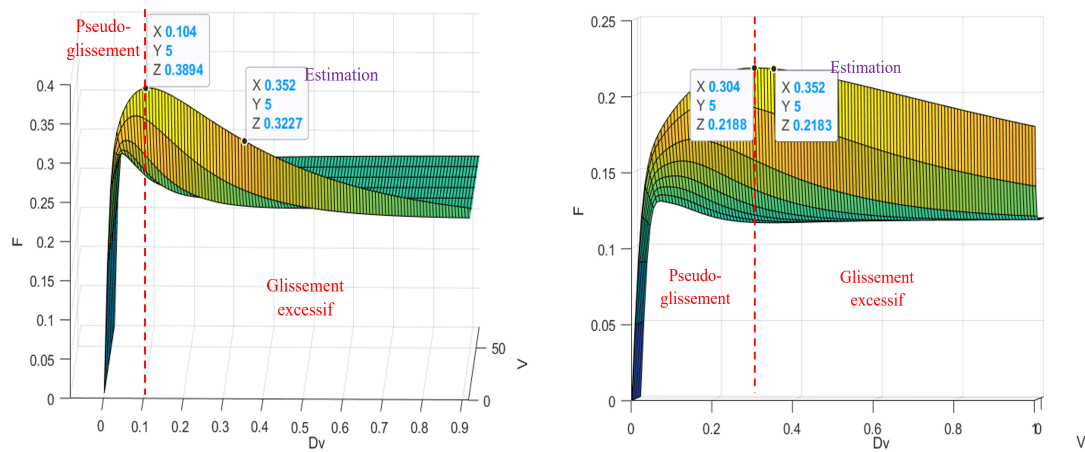 Pseudo-
glissement
X 0.104
Y 5
Z 0.3894
Estimation
X 0.352
Y 5
Z 0.3227
0.4
0.35
0.3
0.25
0.2
0.15
0.1
0.05
0
F
Glissement
excessif
50
0
V
0 0.1 0.2 0.3 0.4 0.5 0.6 0.7 0.8 0.9
Dv
0.25
0.2
0.15
0.1
0.05
0
F
X 0.304
Y 5
Z 0.2188
Estimation
X 0.352
Y 5
Z 0.2183
Pseudo-
glissement
Glissement
excessif
0 0.2 0.4 0.6 0.8 10
Dv
V